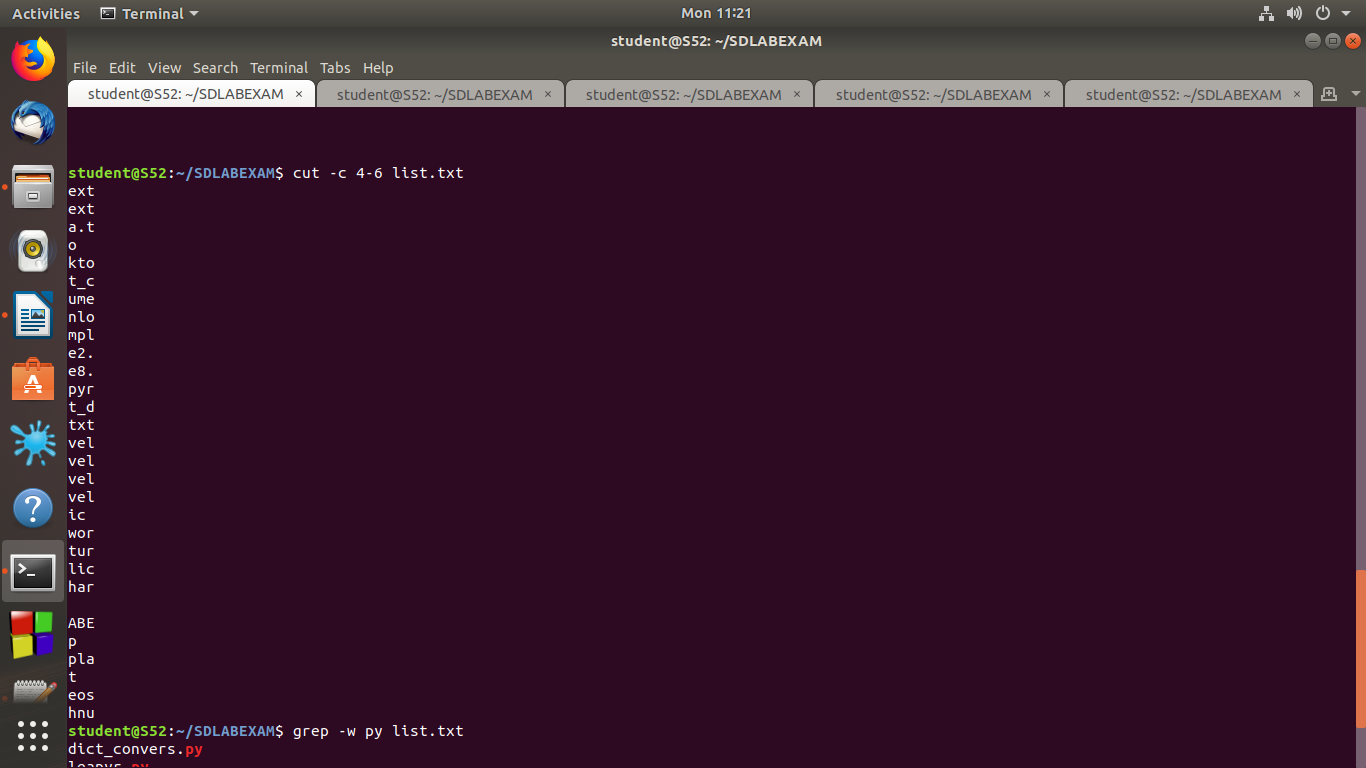 Activities Terminal Mon 11:21
student@S52: ~/SDLABEXAM
File Edit View Search Terminal Tabs Help
student@S52: ~/SDLABEXAM × student@S52: ~/SDLABEXAM × student@S52: ~/SDLABEXAM × student@S52: ~/SDLABEXAM × student@S52: ~/SDLABEXAM ×
student@S52:~/SDLABEXAM$ cut -c 4-6 list.txt
ext
ext
a.t
o
kto
t_c
ume
nlo
mpl
e2.
e8.
pyr
t_d
txt
vel
vel
vel
vel
ic
wor
tur
lic
har

ABE
p
pla
t
eos
hnu
student@S52:~/SDLABEXAM$ grep -w py list.txt
dict_convers.py